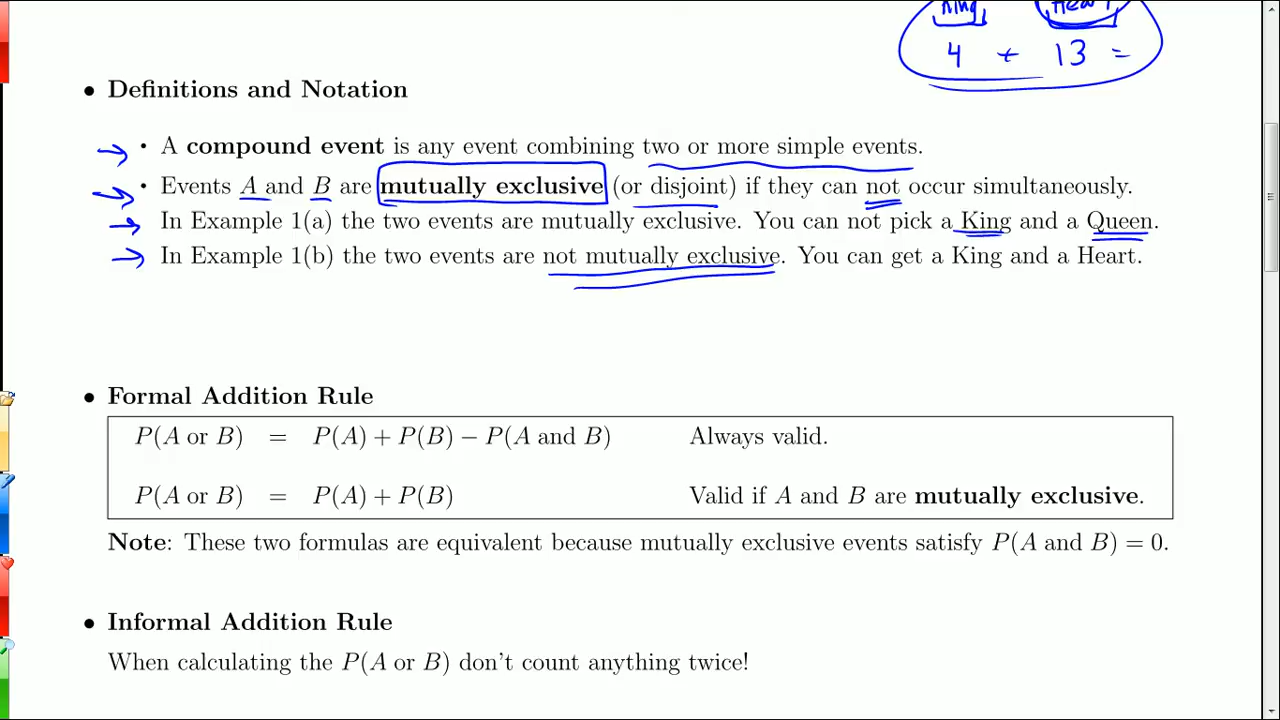 King Heart
4 + 13 =
• Definitions and Notation
· A compound event is any event combining two or more simple events.
· Events A and B are mutually exclusive (or disjoint) if they can not occur simultaneously.
In Example 1(a) the two events are mutually exclusive. You can not pick a King and a Queen.
In Example 1(b) the two events are not mutually exclusive. You can get a King and a Heart.
• Formal Addition Rule
P(A or B) = P(A) + P(B) − P(A and B) Always valid.
P(A or B) = P(A) + P(B) Valid if A and B are mutually exclusive.
Note: These two formulas are equivalent because mutually exclusive events satisfy P(A and B) = 0.
• Informal Addition Rule
When calculating the P(A or B) don't count anything twice!